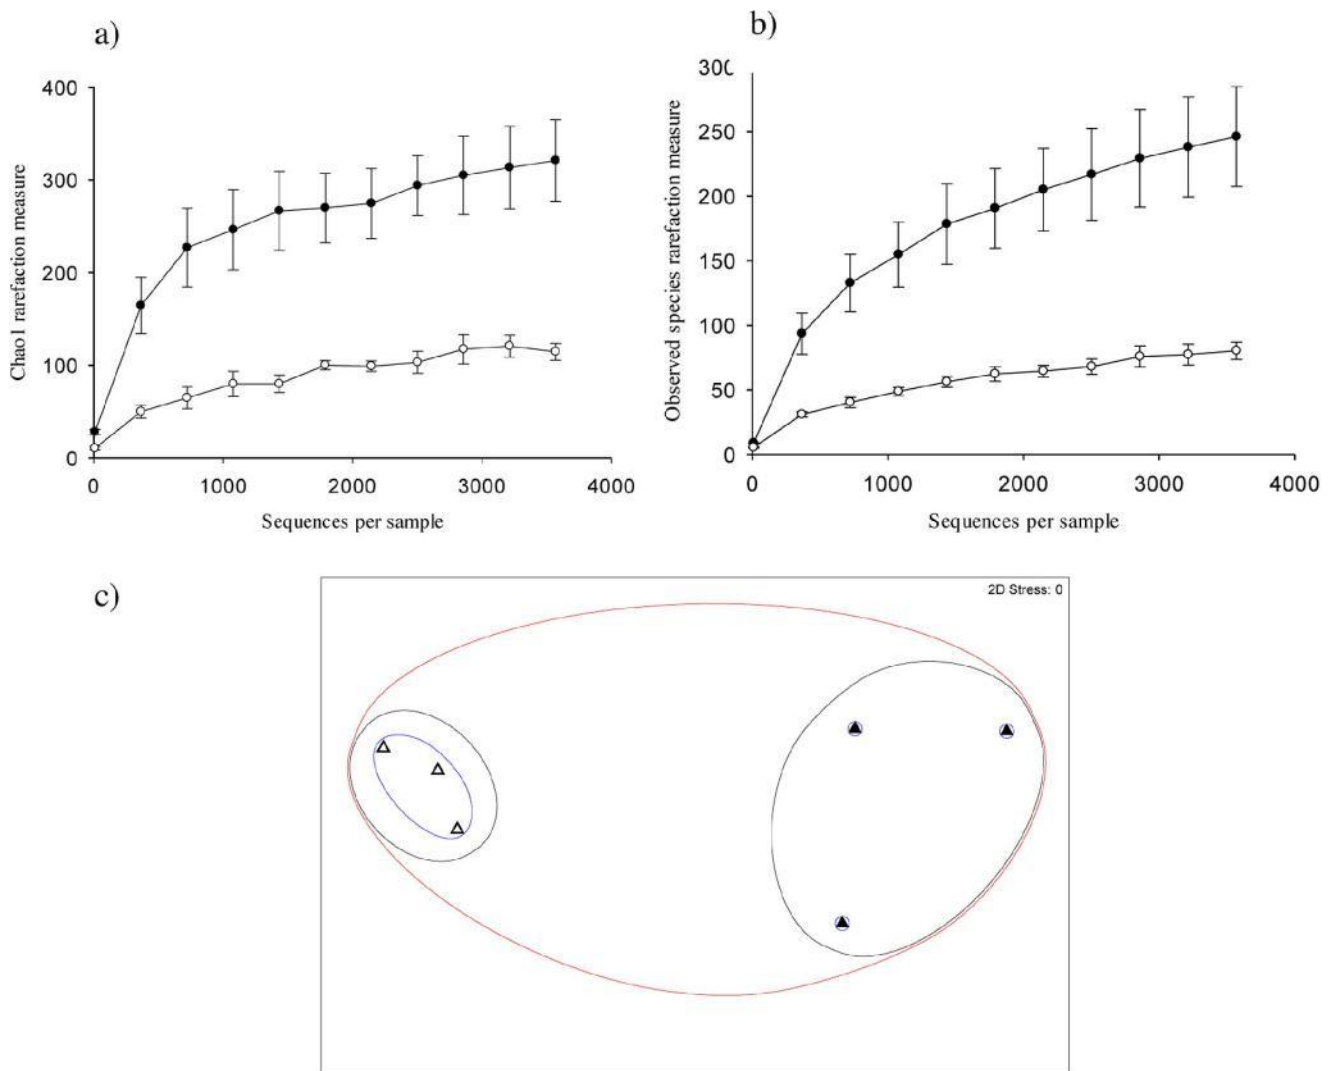 a)
400
300
200
100
0
0 1000 2000 3000 4000
Chao1 rarefaction measure
Sequences per sample
b)
300
250
200
150
100
50
0
0 1000 2000 3000 4000
Observed species rarefaction measure
Sequences per sample
c)
2D Stress: 0